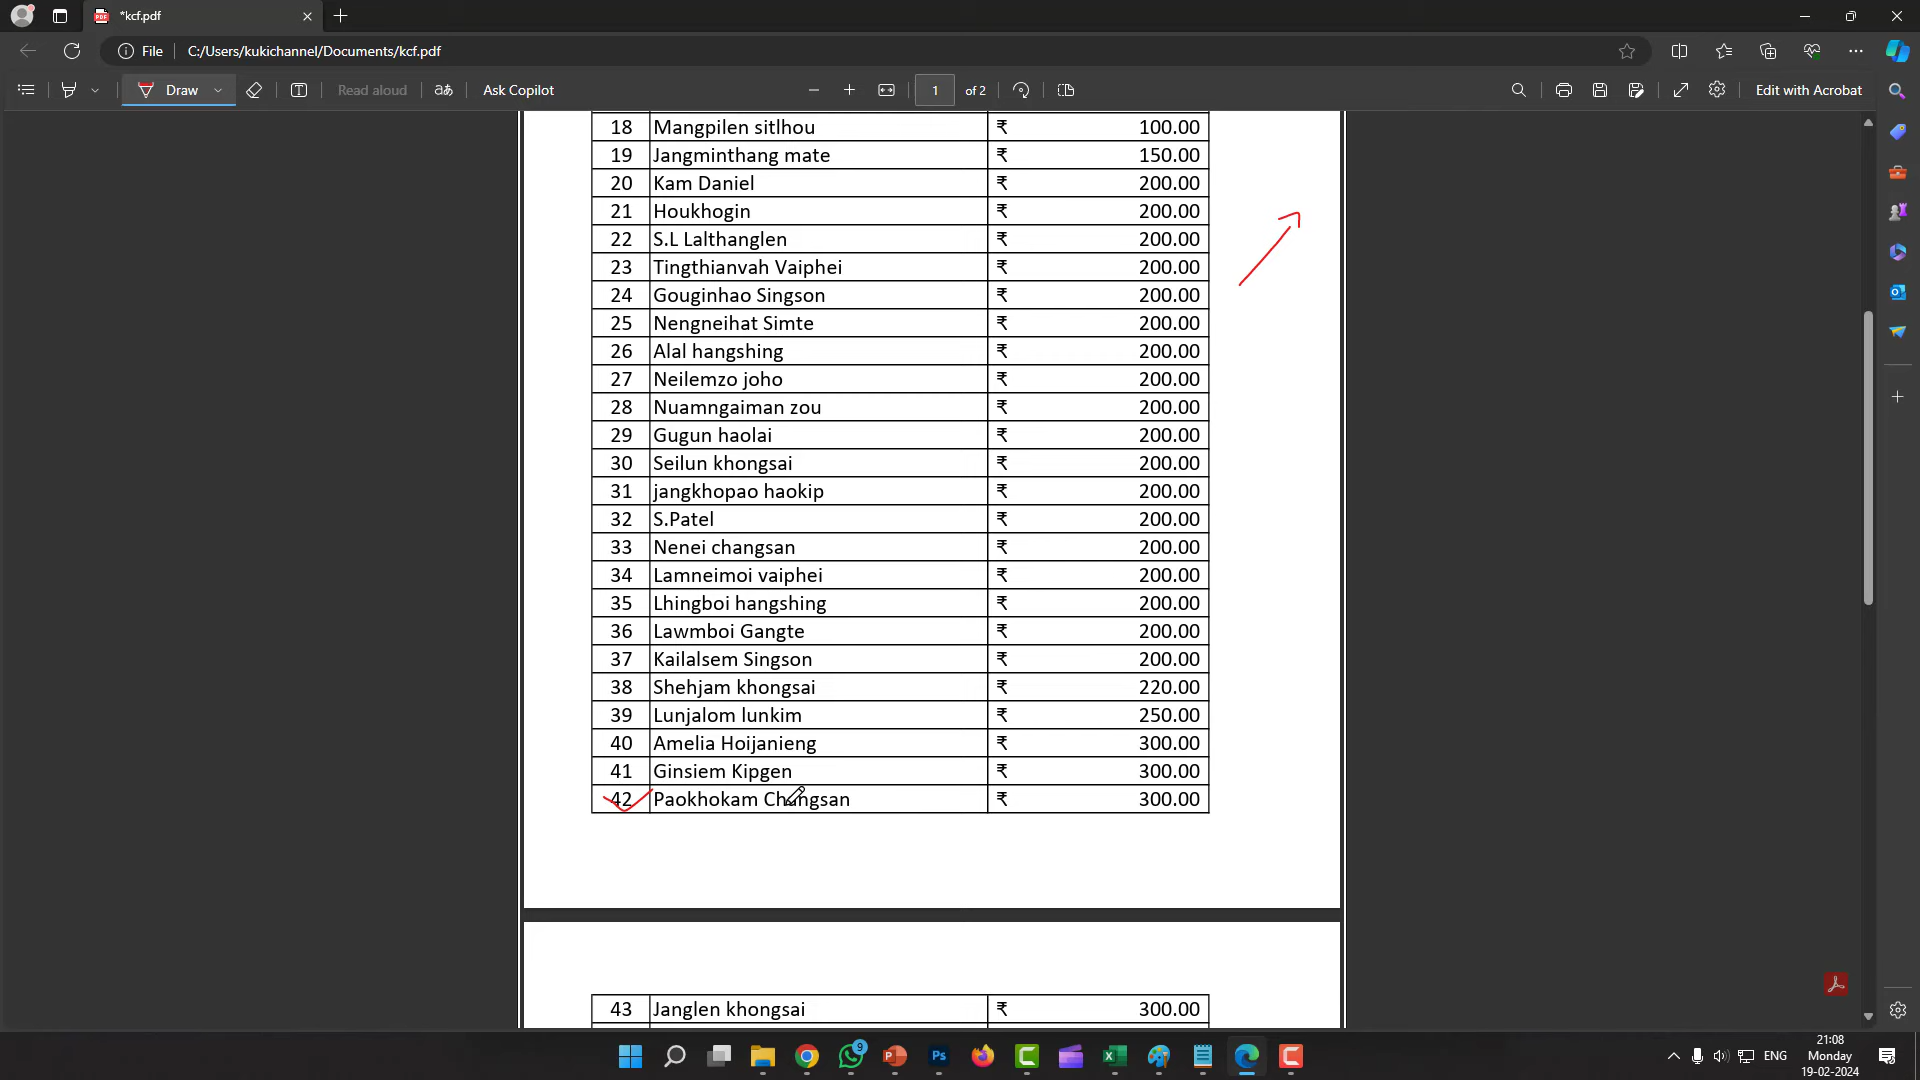 *kcf.pdf
File C:/Users/kukichannel/Documents/kcf.pdf
Draw Read aloud aあ Ask Copilot 1 of 2 Edit with Acrobat
18 Mangpilen sitlhou ₹ 100.00
19 Jangminthang mate ₹ 150.00
20 Kam Daniel ₹ 200.00
21 Houkhogin ₹ 200.00
22 S.L Lalthanglen ₹ 200.00
23 Tingthianvah Vaiphei ₹ 200.00
24 Gouginhao Singson ₹ 200.00
25 Nengneihat Simte ₹ 200.00
26 Alal hangshing ₹ 200.00
27 Neilemzo joho ₹ 200.00
28 Nuamngaiman zou ₹ 200.00
29 Gugun haolai ₹ 200.00
30 Seilun khongsai ₹ 200.00
31 jangkhopao haokip ₹ 200.00
32 S.Patel ₹ 200.00
33 Nenei changsan ₹ 200.00
34 Lamneimoi vaiphei ₹ 200.00
35 Lhingboi hangshing ₹ 200.00
36 Lawmboi Gangte ₹ 200.00
37 Kailalsem Singson ₹ 200.00
38 Shehjam khongsai ₹ 220.00
39 Lunjalom lunkim ₹ 250.00
40 Amelia Hoijanieng ₹ 300.00
41 Ginsiem Kipgen ₹ 300.00
42 Paokhokam Changsan ₹ 300.00
43 Janglen khongsai ₹ 300.00
9 ENG
21:08
Monday
19-02-2024